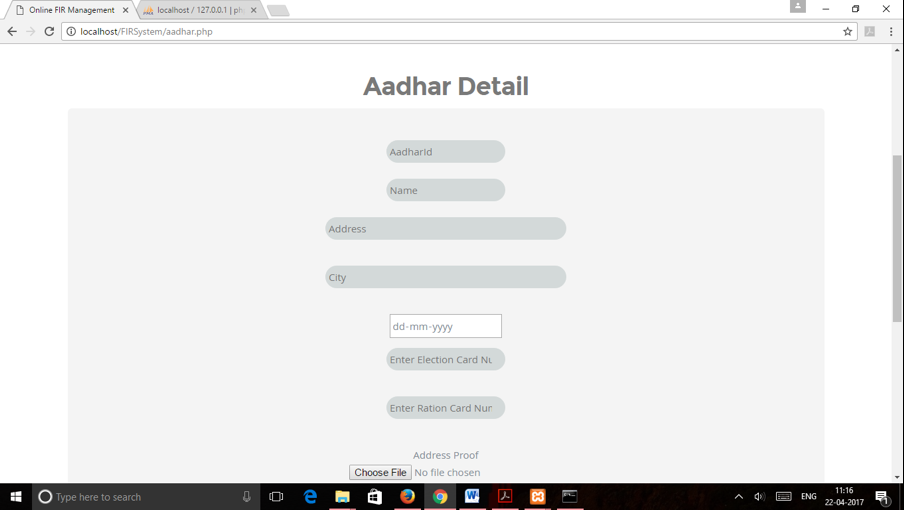 Online FIR Management
localhost / 127.0.0.1 | ph
localhost/FIRSystem/aadhar.php
Aadhar Detail
AadharId
Name
Address
City
dd-mm-yyyy
Enter Election Card Nu
Enter Ration Card Nur
Address Proof
Choose File No file chosen
Type here to search
ENG
11:16
22-04-2017
1